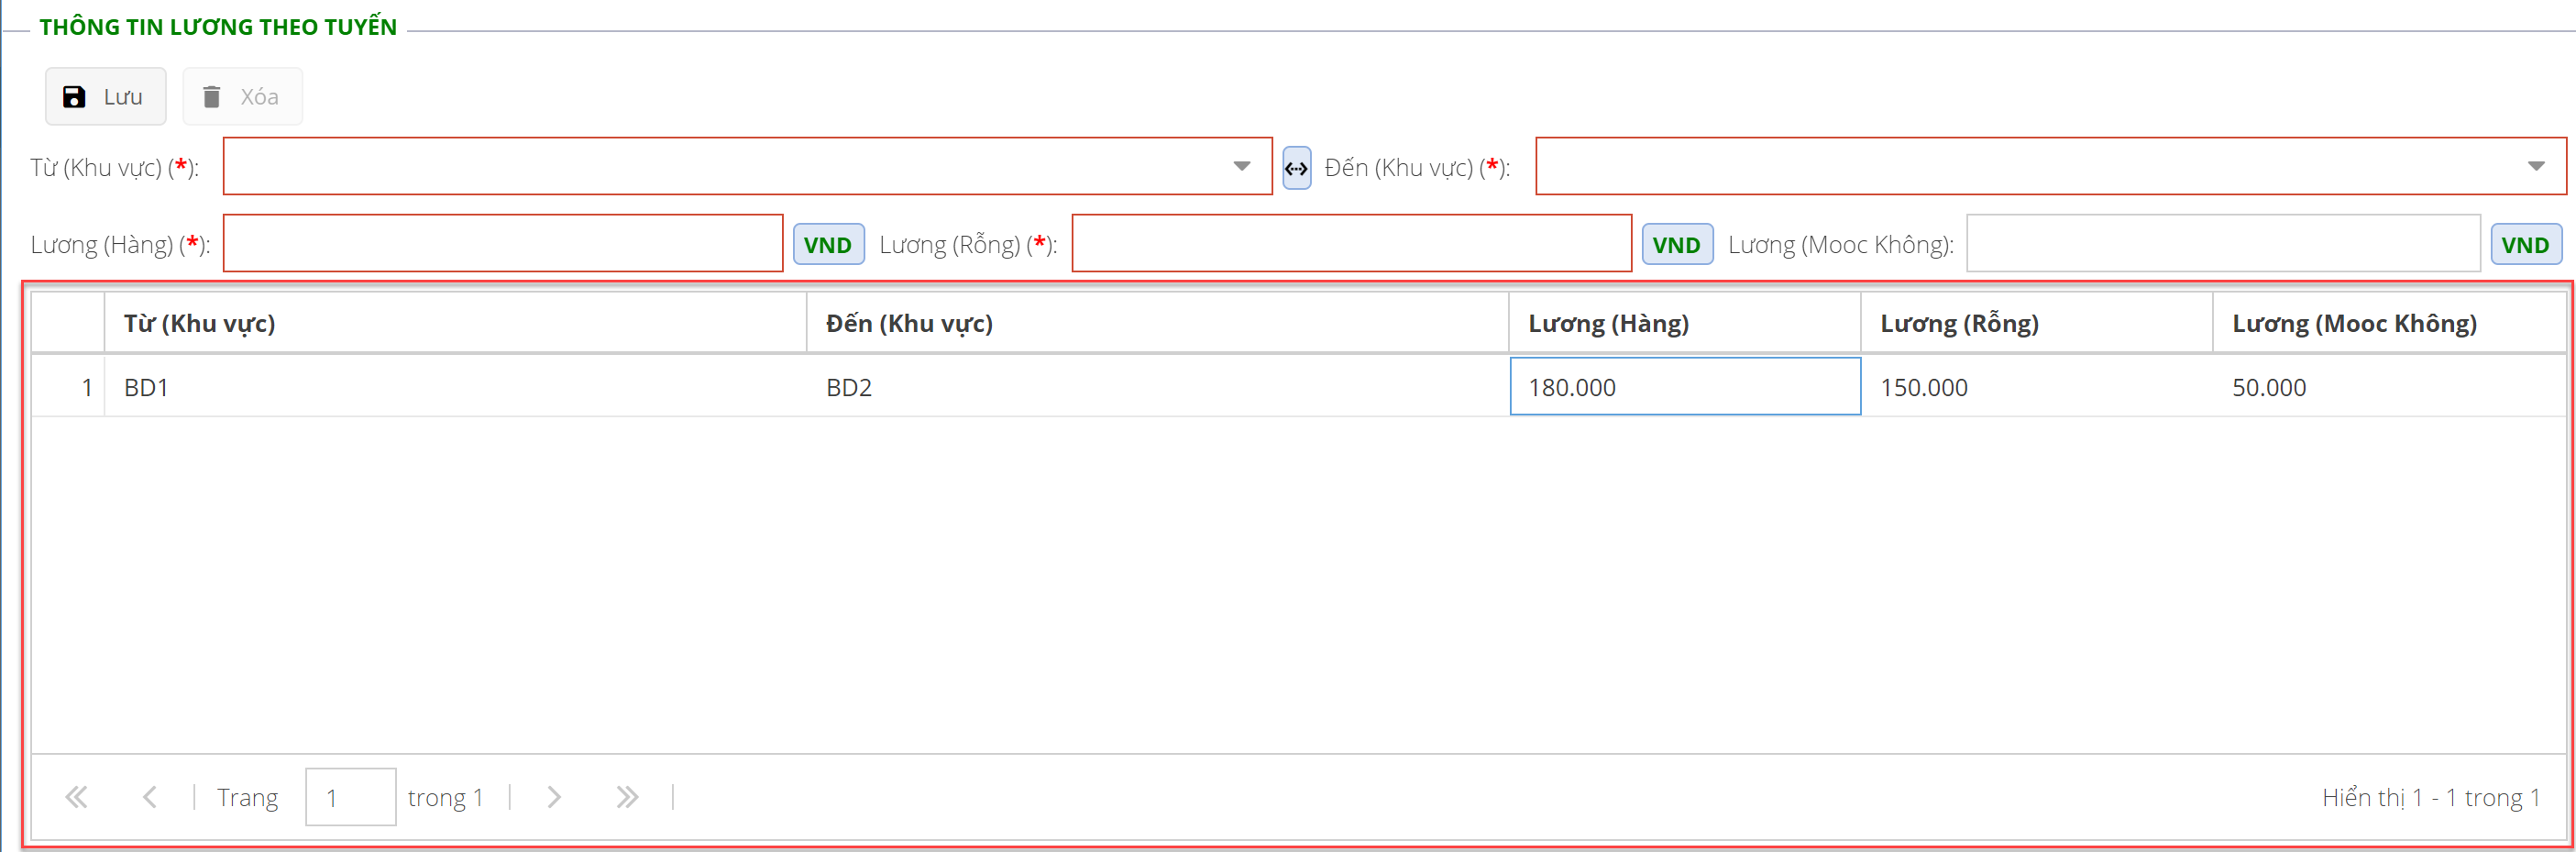 THÔNG TIN LƯƠNG THEO TUYẾN
Lưu Xóa
Từ (Khu vực) (*): Đến (Khu vực) (*):
Lương (Hàng) (*): VND Lương (Rỗng) (*): VND Lương (Mooc Không): VND
Từ (Khu vực) Đến (Khu vực) Lương (Hàng) Lương (Rỗng) Lương (Mooc Không)
1 BD1 BD2 180.000 150.000 50.000
Trang 1 trong 1 Hiển thị 1 - 1 trong 1